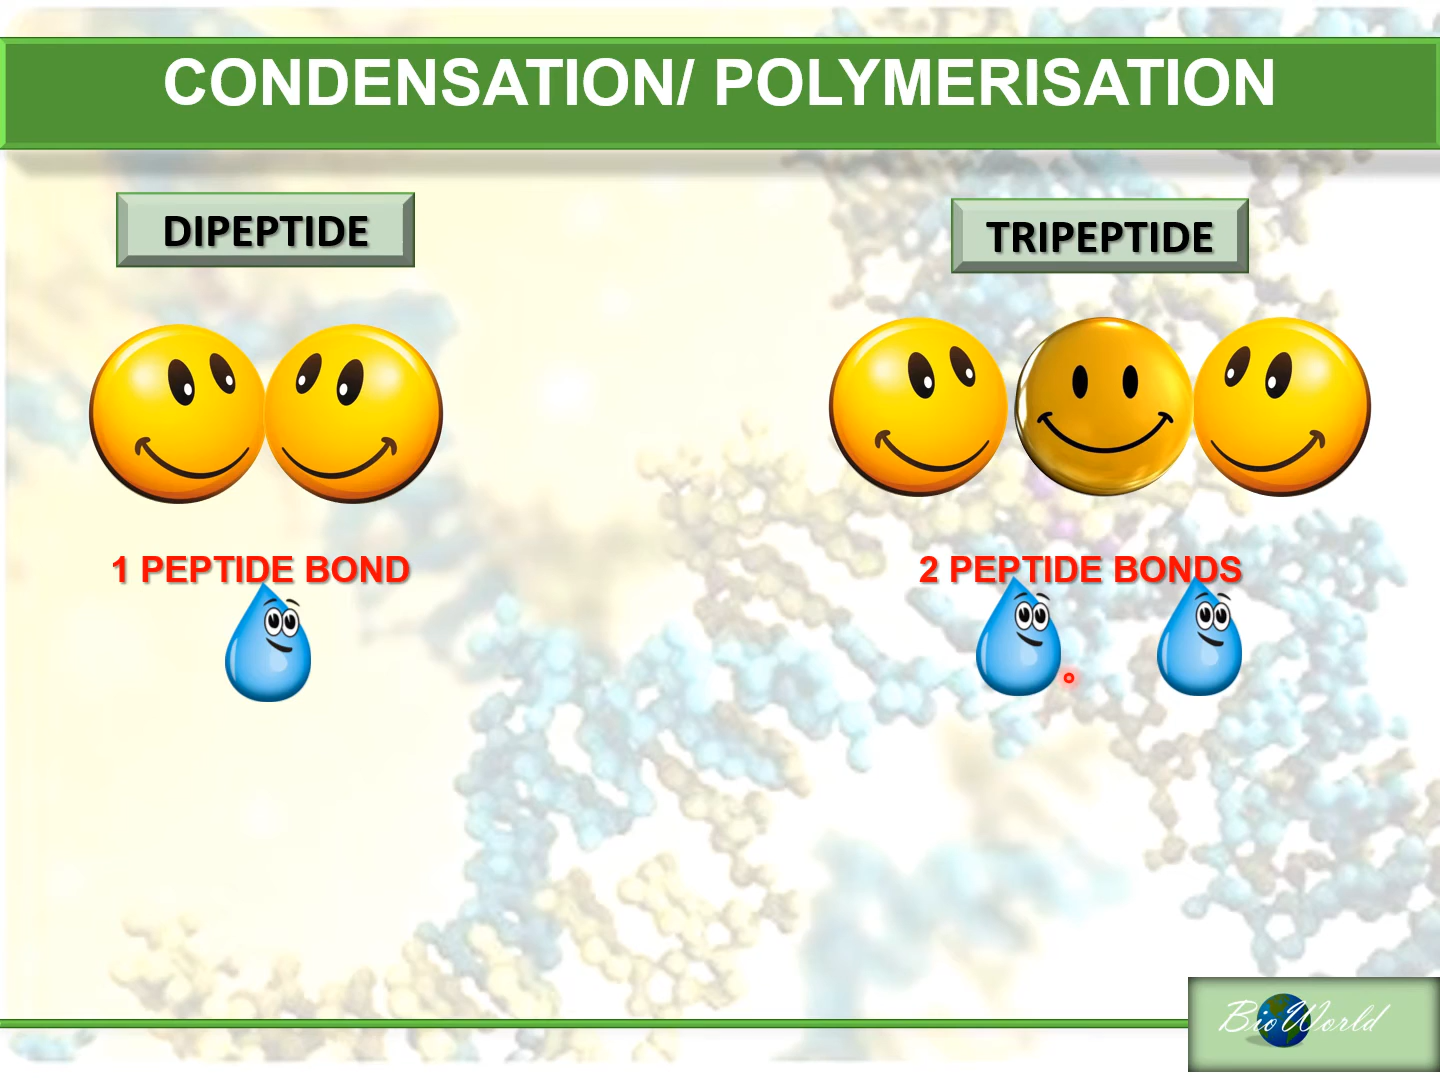 CONDENSATION/ POLYMERISATION
DIPEPTIDE
TRIPEPTIDE
1 PEPTIDE BOND
2 PEPTIDE BONDS
BioWorld